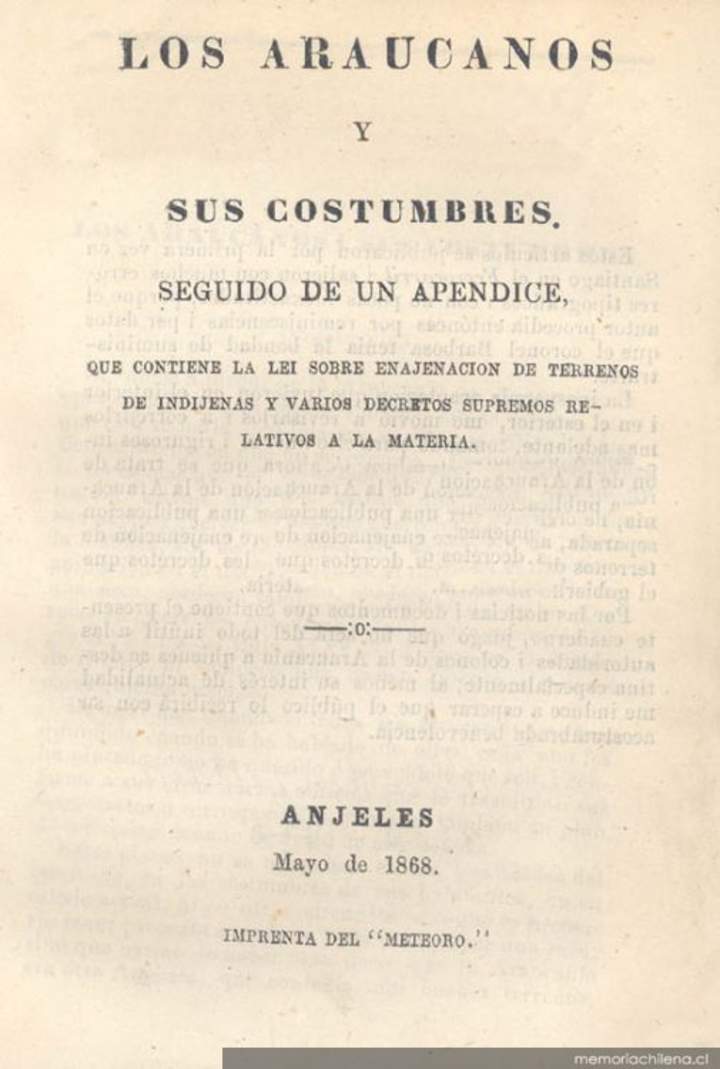 LOS ARAUCANOS
Y
SUS COSTUMBRES.
SEGUIDO DE UN APENDICE,
QUE CONTIENE LA LEI SOBRE ENAJENACION DE TERRENOS
DE INDIJENAS Y VARIOS DECRETOS SUPREMOS RE-
LATIVOS A LA MATERIA.
:o:
ANJELES
Mayo de 1868.
IMPRENTA DEL "METEORO."
memoriachilena.cl